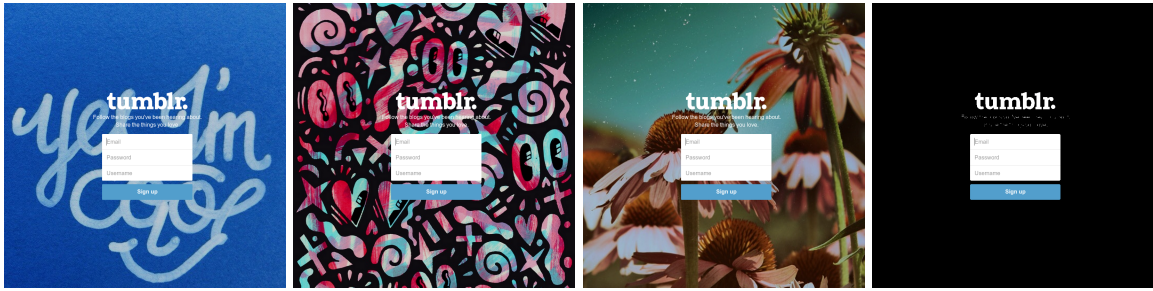 I'm
tumblr.
Follow the blogs you've been hearing about.
Share the things you love.
Email
Password
Username
Sign up
tumblr.
Follow the blogs you've been hearing about.
Share the things you love.
Email
Password
Username
Sign up
tumblr.
Follow the blogs you've been hearing about.
Share the things you love.
Email
Password
Username
Sign up
tumblr.
Email
Password
Username
Sign up